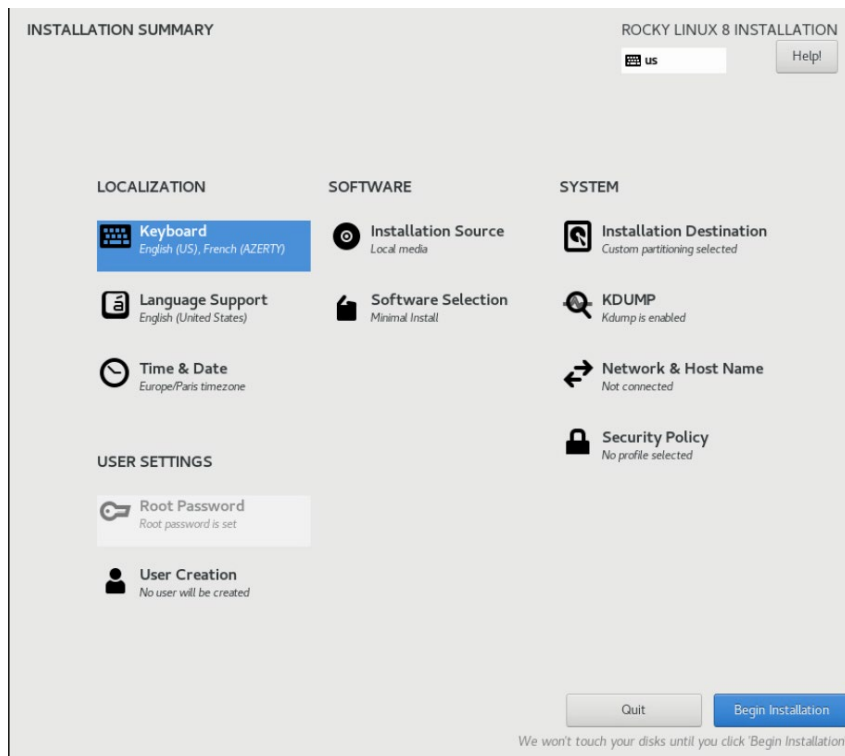 INSTALLATION SUMMARY
ROCKY LINUX 8 INSTALLATION
us
Help!
LOCALIZATION
Keyboard
English (US), French (AZERTY)
Language Support
English (United States)
Time & Date
Europe/Paris timezone
USER SETTINGS
Root Password
Root password is set
User Creation
No user will be created
SOFTWARE
Installation Source
Local media
Software Selection
Minimal Install
SYSTEM
Installation Destination
Custom partitioning selected
KDUMP
Kdump is enabled
Network & Host Name
Not connected
Security Policy
No profile selected
Quit
Begin Installation
We won't touch your disks until you click 'Begin Installation